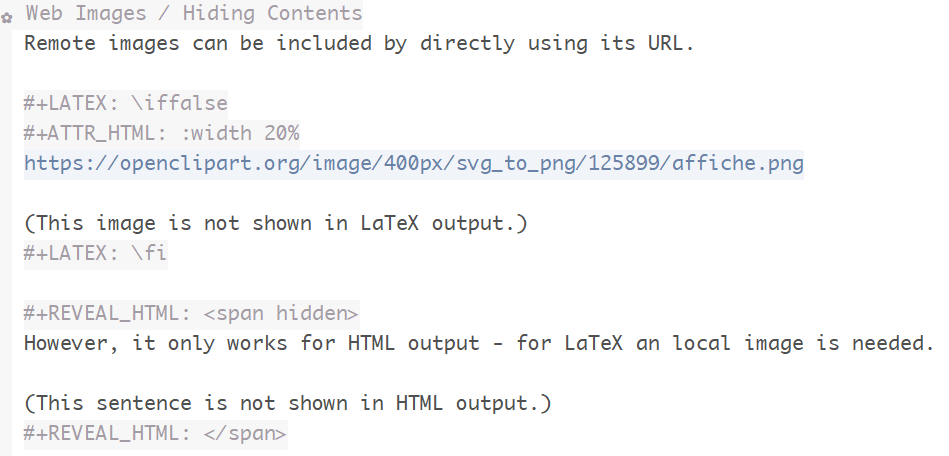 ✿ Web Images / Hiding Contents
Remote images can be included by directly using its URL.
#+LATEX: \iffalse
#+ATTR_HTML: :width 20%
https://openclipart.org/image/400px/svg_to_png/125899/affiche.png
(This image is not shown in LaTeX output.)
#+LATEX: \fi
#+REVEAL_HTML: <span hidden>
However, it only works for HTML output - for LaTeX an local image is needed.
(This sentence is not shown in HTML output.)
#+REVEAL_HTML: </span>